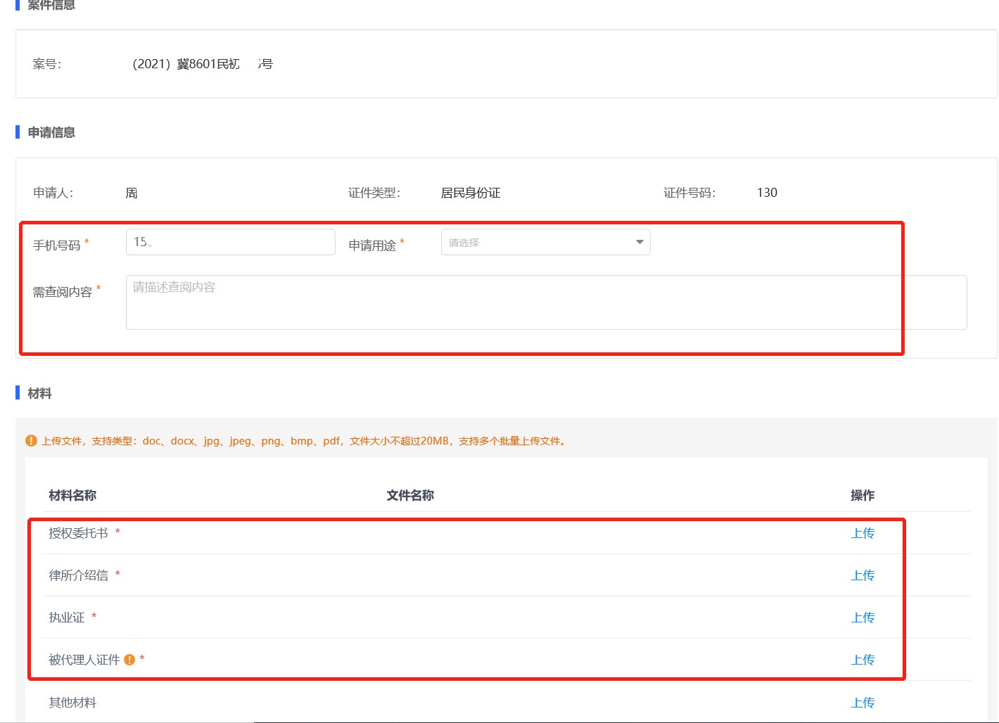 案件信息
案号： （2021）冀8601民初 号
申请信息
申请人： 周 证件类型： 居民身份证 证件号码： 130
手机号码 * 15 申请用途 * 请选择
需查阅内容 * 请描述查阅内容
材料
上传文件，支持类型：doc、docx、jpg、jpeg、png、bmp、pdf，文件大小不超过20MB，支持多个批量上传文件。
材料名称 文件名称 操作
授权委托书 * 上传
律所介绍信 * 上传
执业证 * 上传
被代理人证件 * 上传
其他材料 上传